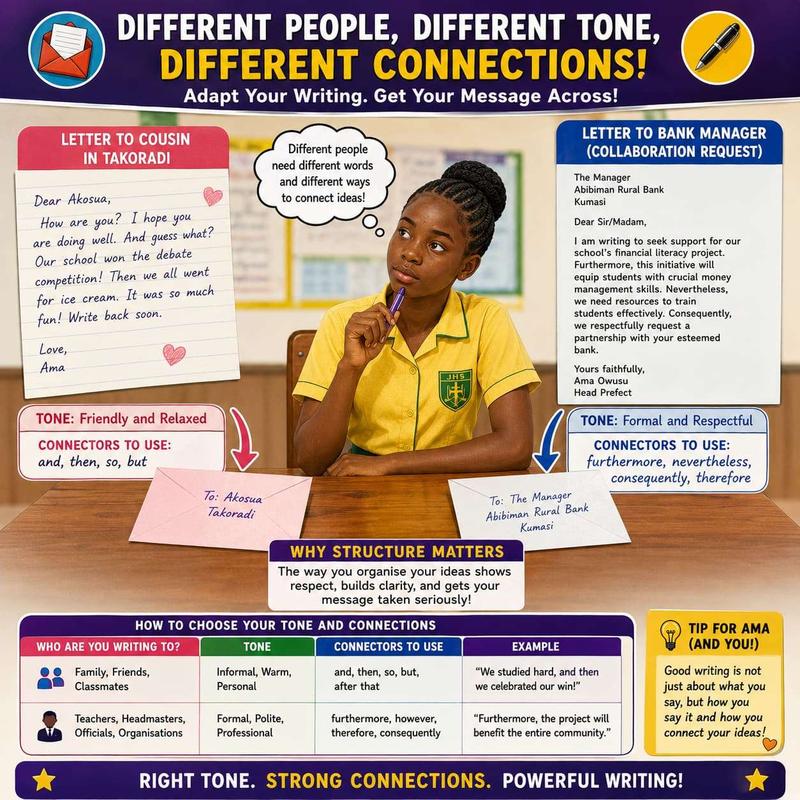 DIFFERENT PEOPLE, DIFFERENT TONE,
DIFFERENT CONNECTIONS!
Adapt Your Writing. Get Your Message Across!
LETTER TO COUSIN
IN TAKORADI
Dear Akosua,
How are you? I hope you
are doing well. And guess what?
Our school won the debate
competition! Then we all went
for ice cream. It was so much
fun! Write back soon.
Love,
Ama
Different people
need different words
and different ways
to connect ideas!
LETTER TO BANK MANAGER
(COLLABORATION REQUEST)
The Manager
Abibiman Rural Bank
Kumasi
Dear Sir/Madam,
I am writing to seek support for our
school's financial literacy project.
Furthermore, this initiative will
equip students with crucial money
management skills. Nevertheless,
we need resources to train
students effectively. Consequently,
we respectfully request a
partnership with your esteemed
bank.
Yours faithfully,
Ama Owusu
Head Prefect
JHS
TONE: Friendly and Relaxed
CONNECTORS TO USE:
and, then, so, but
TONE: Formal and Respectful
CONNECTORS TO USE:
furthermore, nevertheless,
consequently, therefore
To: Akosua
Takoradi
To: The Manager
Abibiman Rural Bank
Kumasi
WHY STRUCTURE MATTERS
The way you organise your ideas shows
respect, builds clarity, and gets your
message taken seriously!
HOW TO CHOOSE YOUR TONE AND CONNECTIONS
WHO ARE YOU WRITING TO? TONE CONNECTORS TO USE EXAMPLE
Family, Friends,
Classmates
Informal, Warm,
Personal
and, then, so, but,
after that
"We studied hard, and then
we celebrated our win!"
Teachers, Headmasters,
Officials, Organisations
Formal, Polite,
Professional
furthermore, however,
therefore, consequently
"Furthermore, the project will
benefit the entire community."
TIP FOR AMA
(AND YOU!)
Good writing is not
just about what you
say, but how you
say it and how you
connect your ideas!
RIGHT TONE. STRONG CONNECTIONS. POWERFUL WRITING!